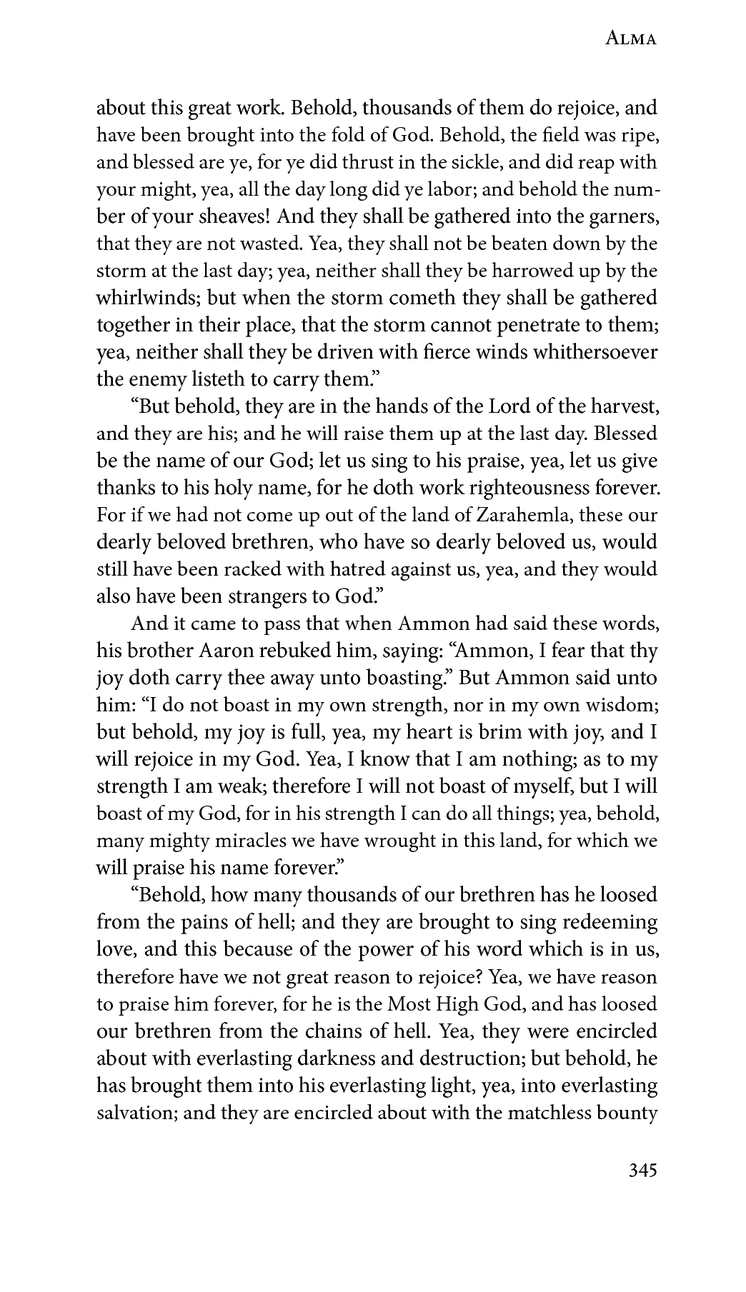 Alma
about this great work. Behold, thousands of them do rejoice, and
have been brought into the fold of God. Behold, the field was ripe,
and blessed are ye, for ye did thrust in the sickle, and did reap with
your might, yea, all the day long did ye labor; and behold the num-
ber of your sheaves! And they shall be gathered into the garners,
that they are not wasted. Yea, they shall not be beaten down by the
storm at the last day; yea, neither shall they be harrowed up by the
whirlwinds; but when the storm cometh they shall be gathered
together in their place, that the storm cannot penetrate to them;
yea, neither shall they be driven with fierce winds whithersoever
the enemy listeth to carry them.”
“But behold, they are in the hands of the Lord of the harvest,
and they are his; and he will raise them up at the last day. Blessed
be the name of our God; let us sing to his praise, yea, let us give
thanks to his holy name, for he doth work righteousness forever.
For if we had not come up out of the land of Zarahemla, these our
dearly beloved brethren, who have so dearly beloved us, would
still have been racked with hatred against us, yea, and they would
also have been strangers to God.”
And it came to pass that when Ammon had said these words,
his brother Aaron rebuked him, saying: “Ammon, I fear that thy
joy doth carry thee away unto boasting.” But Ammon said unto
him: “I do not boast in my own strength, nor in my own wisdom;
but behold, my joy is full, yea, my heart is brim with joy, and I
will rejoice in my God. Yea, I know that I am nothing; as to my
strength I am weak; therefore I will not boast of myself, but I will
boast of my God, for in his strength I can do all things; yea, behold,
many mighty miracles we have wrought in this land, for which we
will praise his name forever.”
“Behold, how many thousands of our brethren has he loosed
from the pains of hell; and they are brought to sing redeeming
love, and this because of the power of his word which is in us,
therefore have we not great reason to rejoice? Yea, we have reason
to praise him forever, for he is the Most High God, and has loosed
our brethren from the chains of hell. Yea, they were encircled
about with everlasting darkness and destruction; but behold, he
has brought them into his everlasting light, yea, into everlasting
salvation; and they are encircled about with the matchless bounty
345